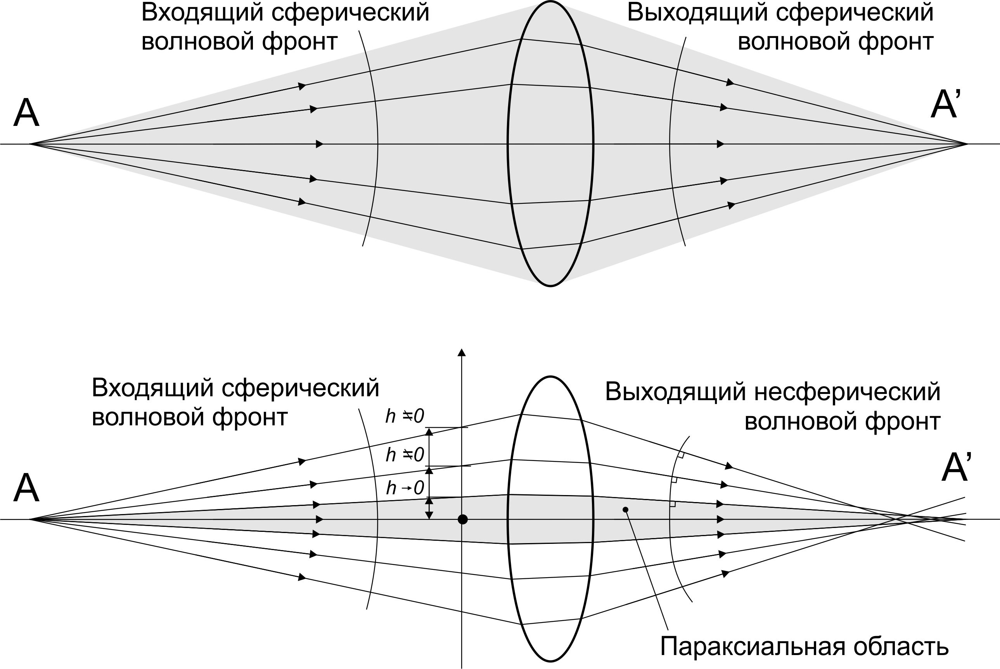 Входящий сферический
волновой фронт
Выходящий сферический
волновой фронт
A
A’
Входящий сферический
волновой фронт
Выходящий несферический
волновой фронт
h ≠0
h ≠0
h →0
A
A’
Параксиальная область